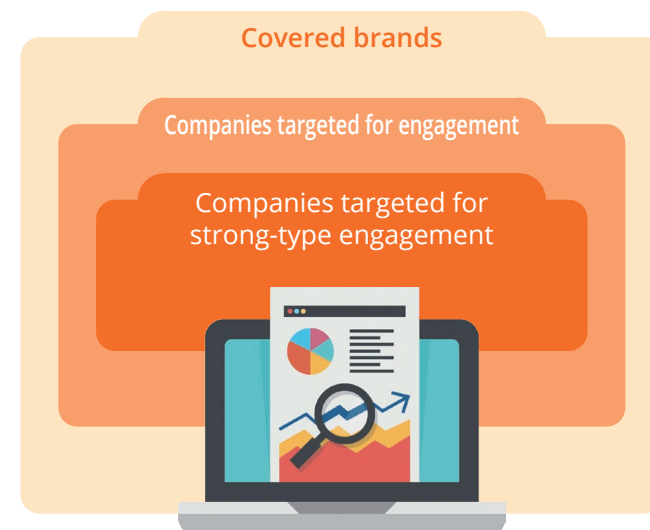 Covered brands
Companies targeted for engagement
Companies targeted for
strong-type engagement